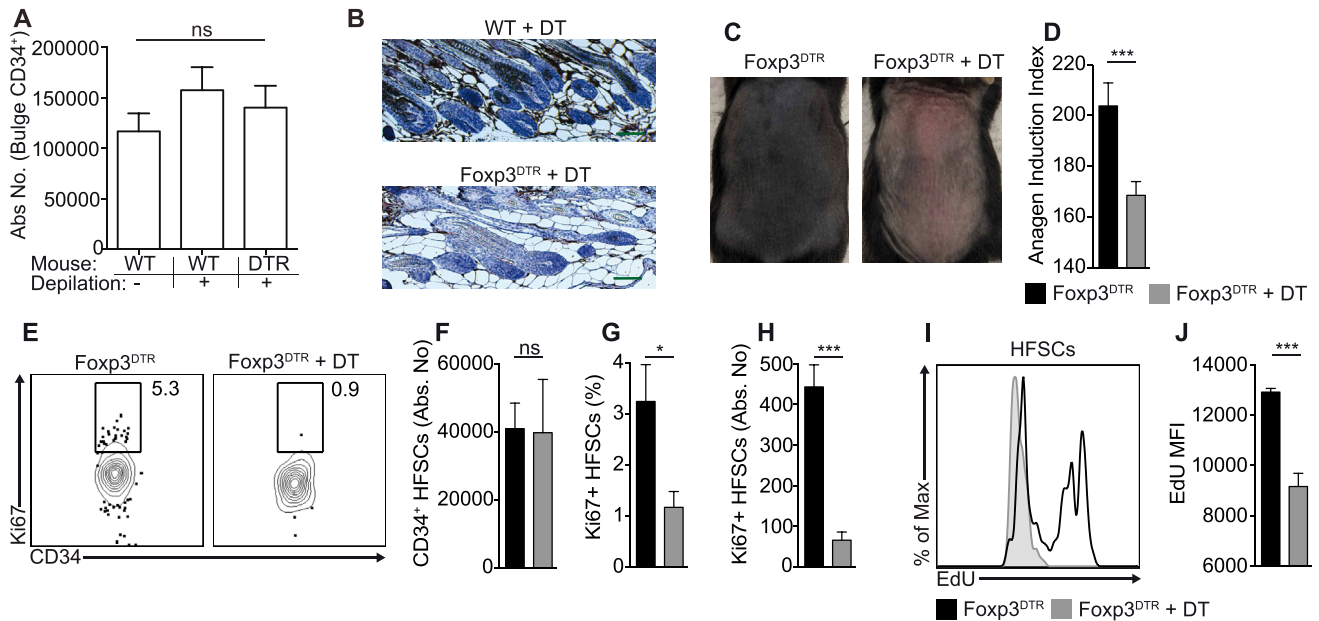 A
Abs No. (Bulge CD34⁺)
200000
150000
100000
50000
0
ns
Mouse: WT WT DTR
Depilation: - + +
B
WT + DT
Foxp3ᴰᵀᴿ + DT
C
Foxp3ᴰᵀᴿ Foxp3ᴰᵀᴿ + DT
D
Anagen Induction Index
220
200
180
160
140
***
Foxp3ᴰᵀᴿ Foxp3ᴰᵀᴿ + DT
E
Foxp3ᴰᵀᴿ Foxp3ᴰᵀᴿ + DT
5.3 0.9
Ki67
CD34
F
CD34⁺ HFSCs (Abs. No)
60000
40000
20000
0
ns
G
Ki67+ HFSCs (%)
4
3
2
1
0
*
H
Ki67+ HFSCs (Abs. No)
500
400
300
200
100
0
***
I
HFSCs
% of Max
EdU
J
EdU MFI
14000
12000
10000
8000
6000
***
Foxp3ᴰᵀᴿ Foxp3ᴰᵀᴿ + DT